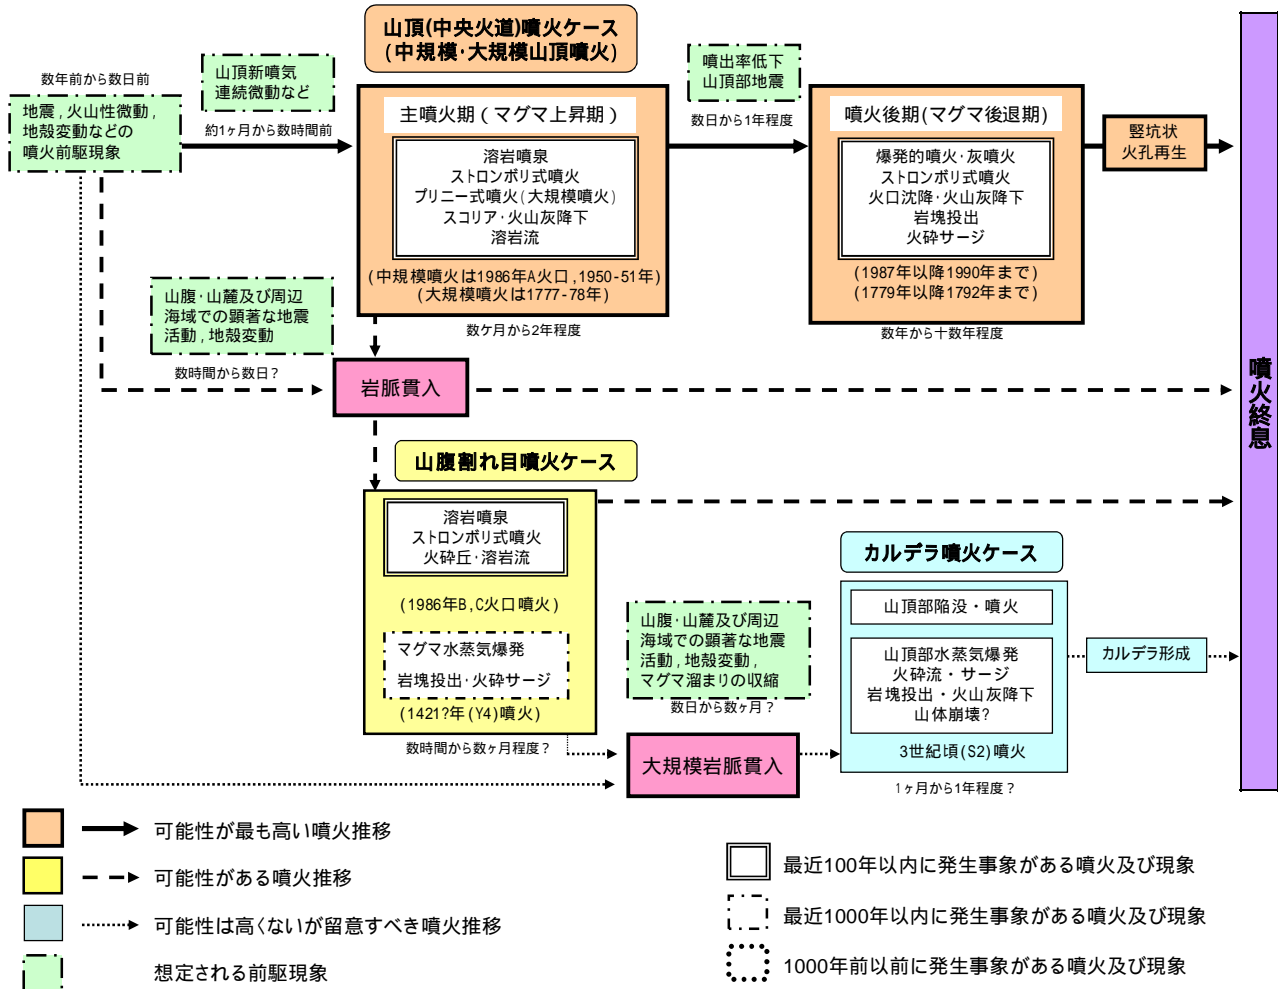 山頂(中央火道)噴火ケース
(中規模･大規模山頂噴火)
数年前から数日前
地震,火山性微動,
地殻変動などの
噴火前駆現象
山頂新噴気
連続微動など
約1ヶ月から数時間前
主噴火期（マグマ上昇期）
溶岩噴泉
ストロンボリ式噴火
プリニー式噴火(大規模噴火)
スコリア･火山灰降下
溶岩流
(中規模噴火は1986年A火口,1950-51年)
(大規模噴火は1777-78年)
数ケ月から2年程度
噴出率低下
山頂部地震
数日から1年程度
噴火後期(マグマ後退期)
爆発的噴火･灰噴火
ストロンボリ式噴火
火口沈降･火山灰降下
岩塊投出
火砕サージ
(1987年以降1990年まで)
(1779年以降1792年まで)
数年から十数年程度
竪坑状
火孔再生
噴火終息
山腹･山麓及び周辺
海域での顕著な地震
活動,地殻変動
数時間から数日？
岩脈貫入
山腹割れ目噴火ケース
溶岩噴泉
ストロンボリ式噴火
火砕丘･溶岩流
(1986年B,C火口噴火)
マグマ水蒸気爆発
岩塊投出･火砕サージ
(1421?年(Y4)噴火)
数時間から数ヶ月程度？
山腹･山麓及び周辺
海域での顕著な地震
活動,地殻変動,
マグマ溜まりの収縮
数日から数ヶ月？
大規模岩脈貫入
カルデラ噴火ケース
山頂部陥没・噴火
山頂部水蒸気爆発
火砕流・サージ
岩塊投出・火山灰降下
山体崩壊?
3世紀頃(S2)噴火
1ヶ月から1年程度？
カルデラ形成
可能性が最も高い噴火推移
可能性がある噴火推移
可能性は高くないが留意すべき噴火推移
想定される前駆現象
最近100年以内に発生事象がある噴火及び現象
最近1000年以内に発生事象がある噴火及び現象
1000年前以前に発生事象がある噴火及び現象